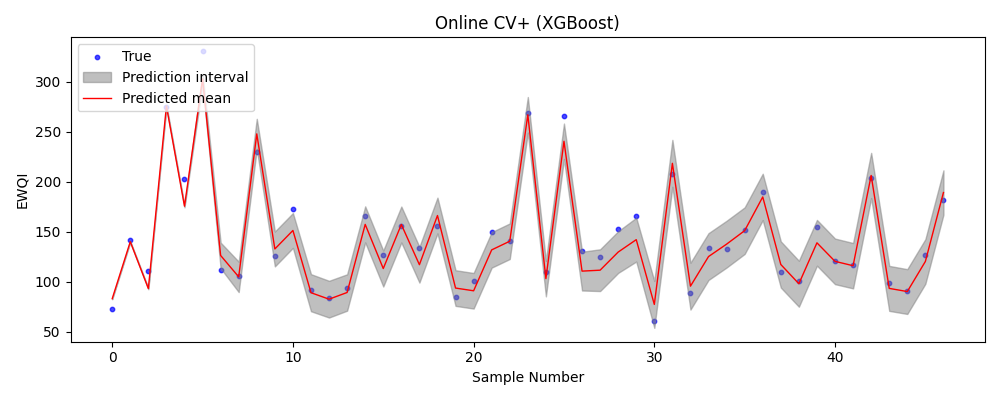 Online CV+ (XGBoost)
True
Prediction interval
Predicted mean
EWQI
300
250
200
150
100
50
0 10 20 30 40
Sample Number